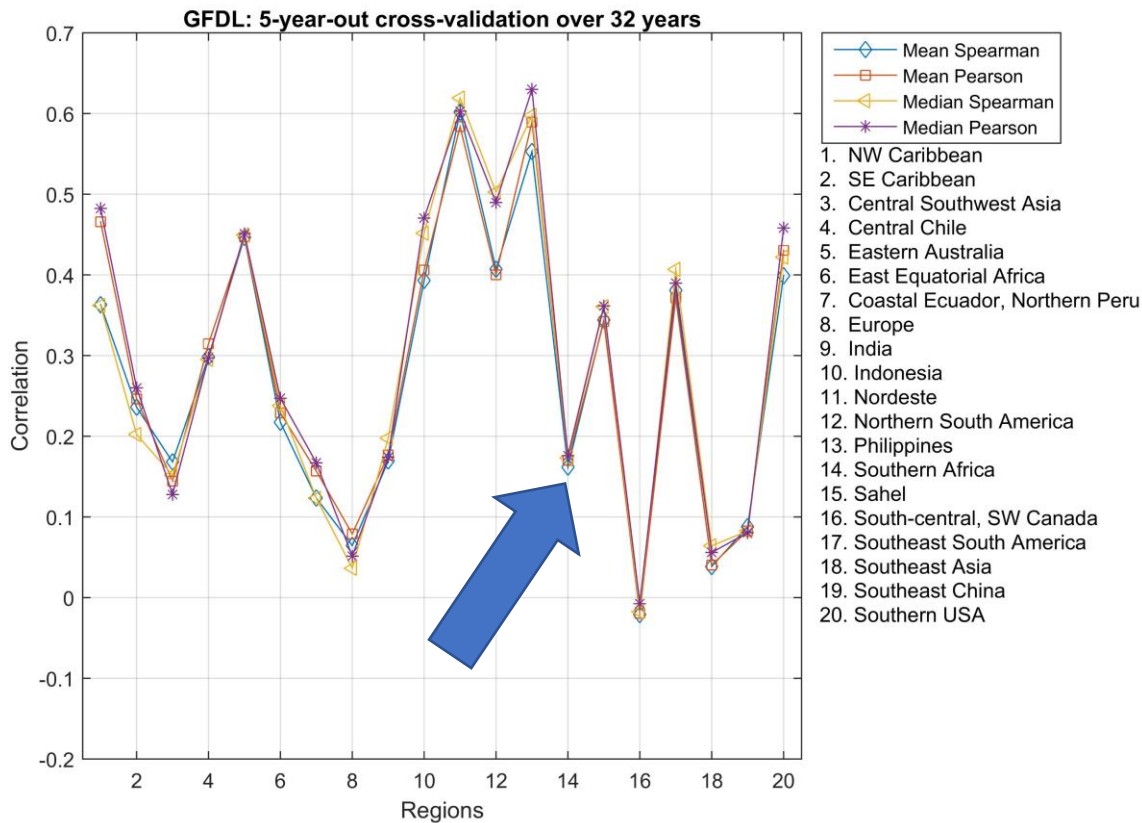 GFDL: 5-year-out cross-validation over 32 years
0.7
0.6
0.5
0.4
0.3
0.2
0.1
0
-0.1
-0.2
Correlation
2 4 6 8 10 12 14 16 18 20
Regions
Mean Spearman
Mean Pearson
Median Spearman
Median Pearson
1. NW Caribbean
2. SE Caribbean
3. Central Southwest Asia
4. Central Chile
5. Eastern Australia
6. East Equatorial Africa
7. Coastal Ecuador, Northern Peru
8. Europe
9. India
10. Indonesia
11. Nordeste
12. Northern South America
13. Philippines
14. Southern Africa
15. Sahel
16. South-central, SW Canada
17. Southeast South America
18. Southeast Asia
19. Southeast China
20. Southern USA